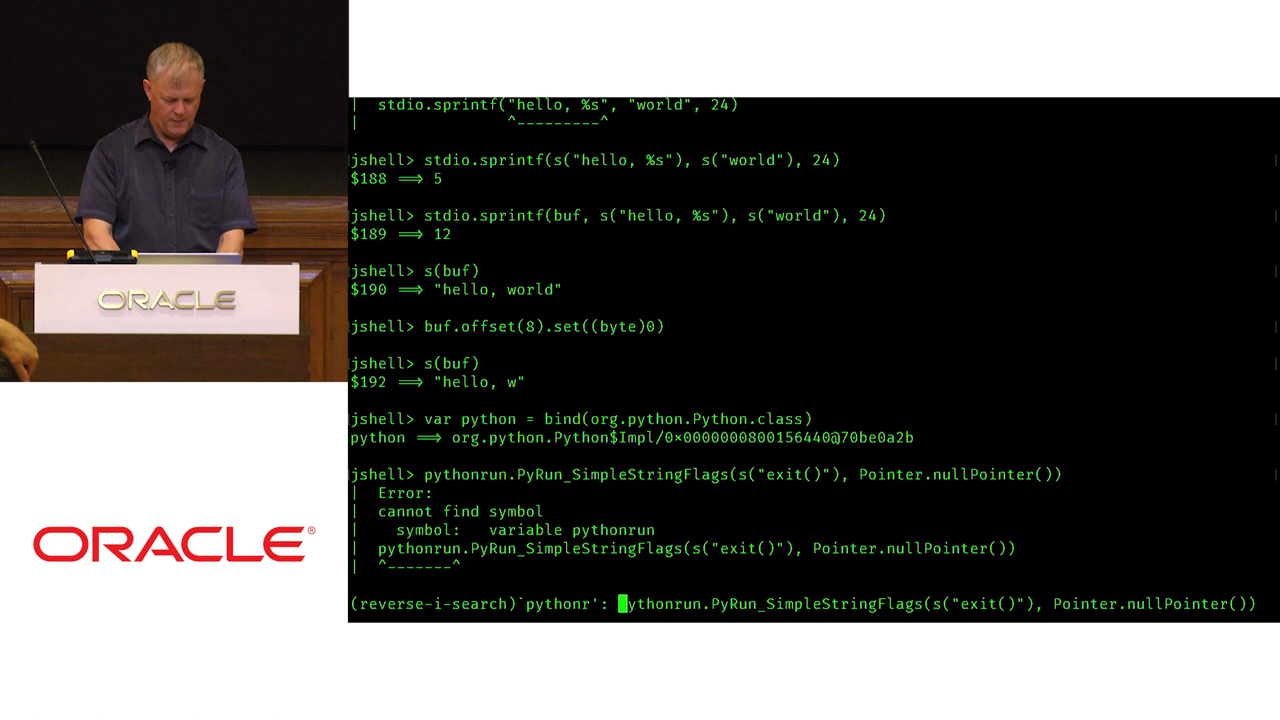 |  stdio.sprintf("hello, %s", "world", 24)
|                ^---------^
jshell> stdio.sprintf(s("hello, %s"), s("world"), 24)
$188 ==> 5
jshell> stdio.sprintf(buf, s("hello, %s"), s("world"), 24)
$189 ==> 12
jshell> s(buf)
$190 ==> "hello, world"
jshell> buf.offset(8).set((byte)0)
jshell> s(buf)
$192 ==> "hello, w"
jshell> var python = bind(org.python.Python.class)
python ==> org.python.Python$Impl/0x0000000800156440@70be0a2b
jshell> pythonrun.PyRun_SimpleStringFlags(s("exit()"), Pointer.nullPointer())
|  Error:
|  cannot find symbol
|    symbol:   variable pythonrun
|  pythonrun.PyRun_SimpleStringFlags(s("exit()"), Pointer.nullPointer())
|  ^-------^
(reverse-i-search)`pythonr': pythonrun.PyRun_SimpleStringFlags(s("exit()"), Pointer.nullPointer())
ORACLE
ORACLE®